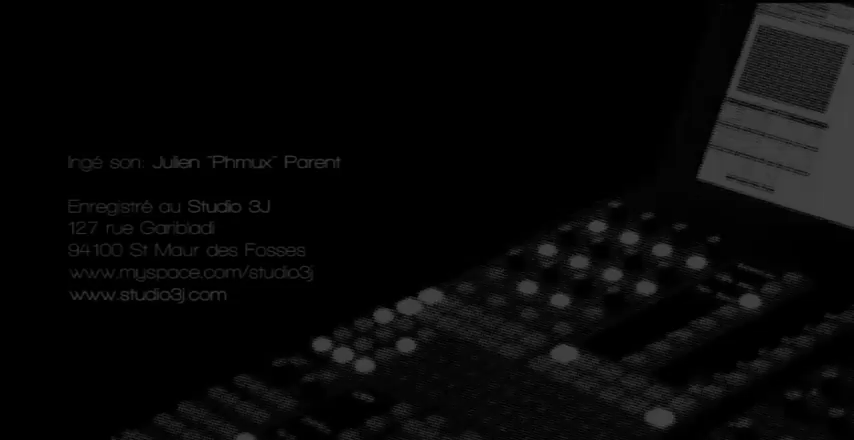 Ingé son: Julien "Phmux" Parent
Enregistré au Studio 3J
127 rue Garibladi
94100 St Maur des Fosses
www.myspace.com/studio3j
www.studio3j.com